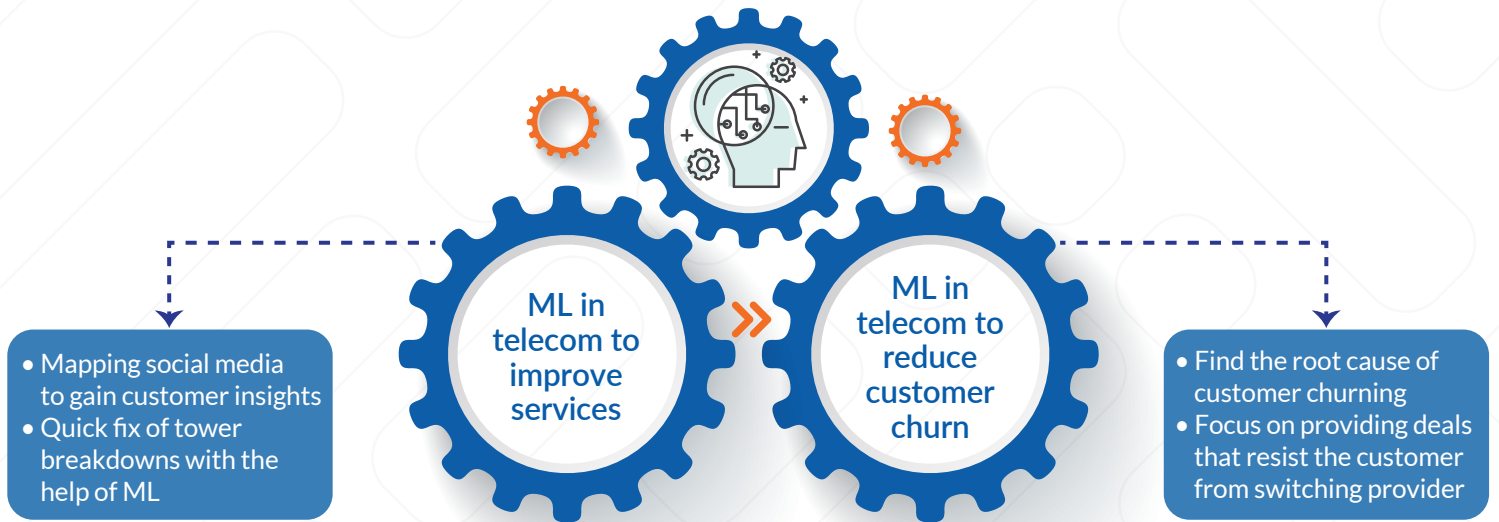 ML in
telecom to
improve
services
ML in
telecom to
reduce
customer
churn
• Mapping social media
to gain customer insights
• Quick fix of tower
breakdowns with the
help of ML
• Find the root cause of
customer churning
• Focus on providing deals
that resist the customer
from switching provider